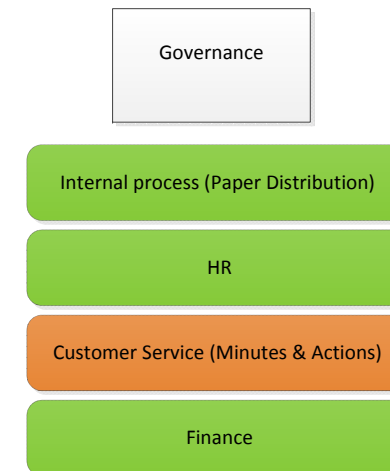 Governance
Internal process (Paper Distribution)
HR
Customer Service (Minutes & Actions)
Finance